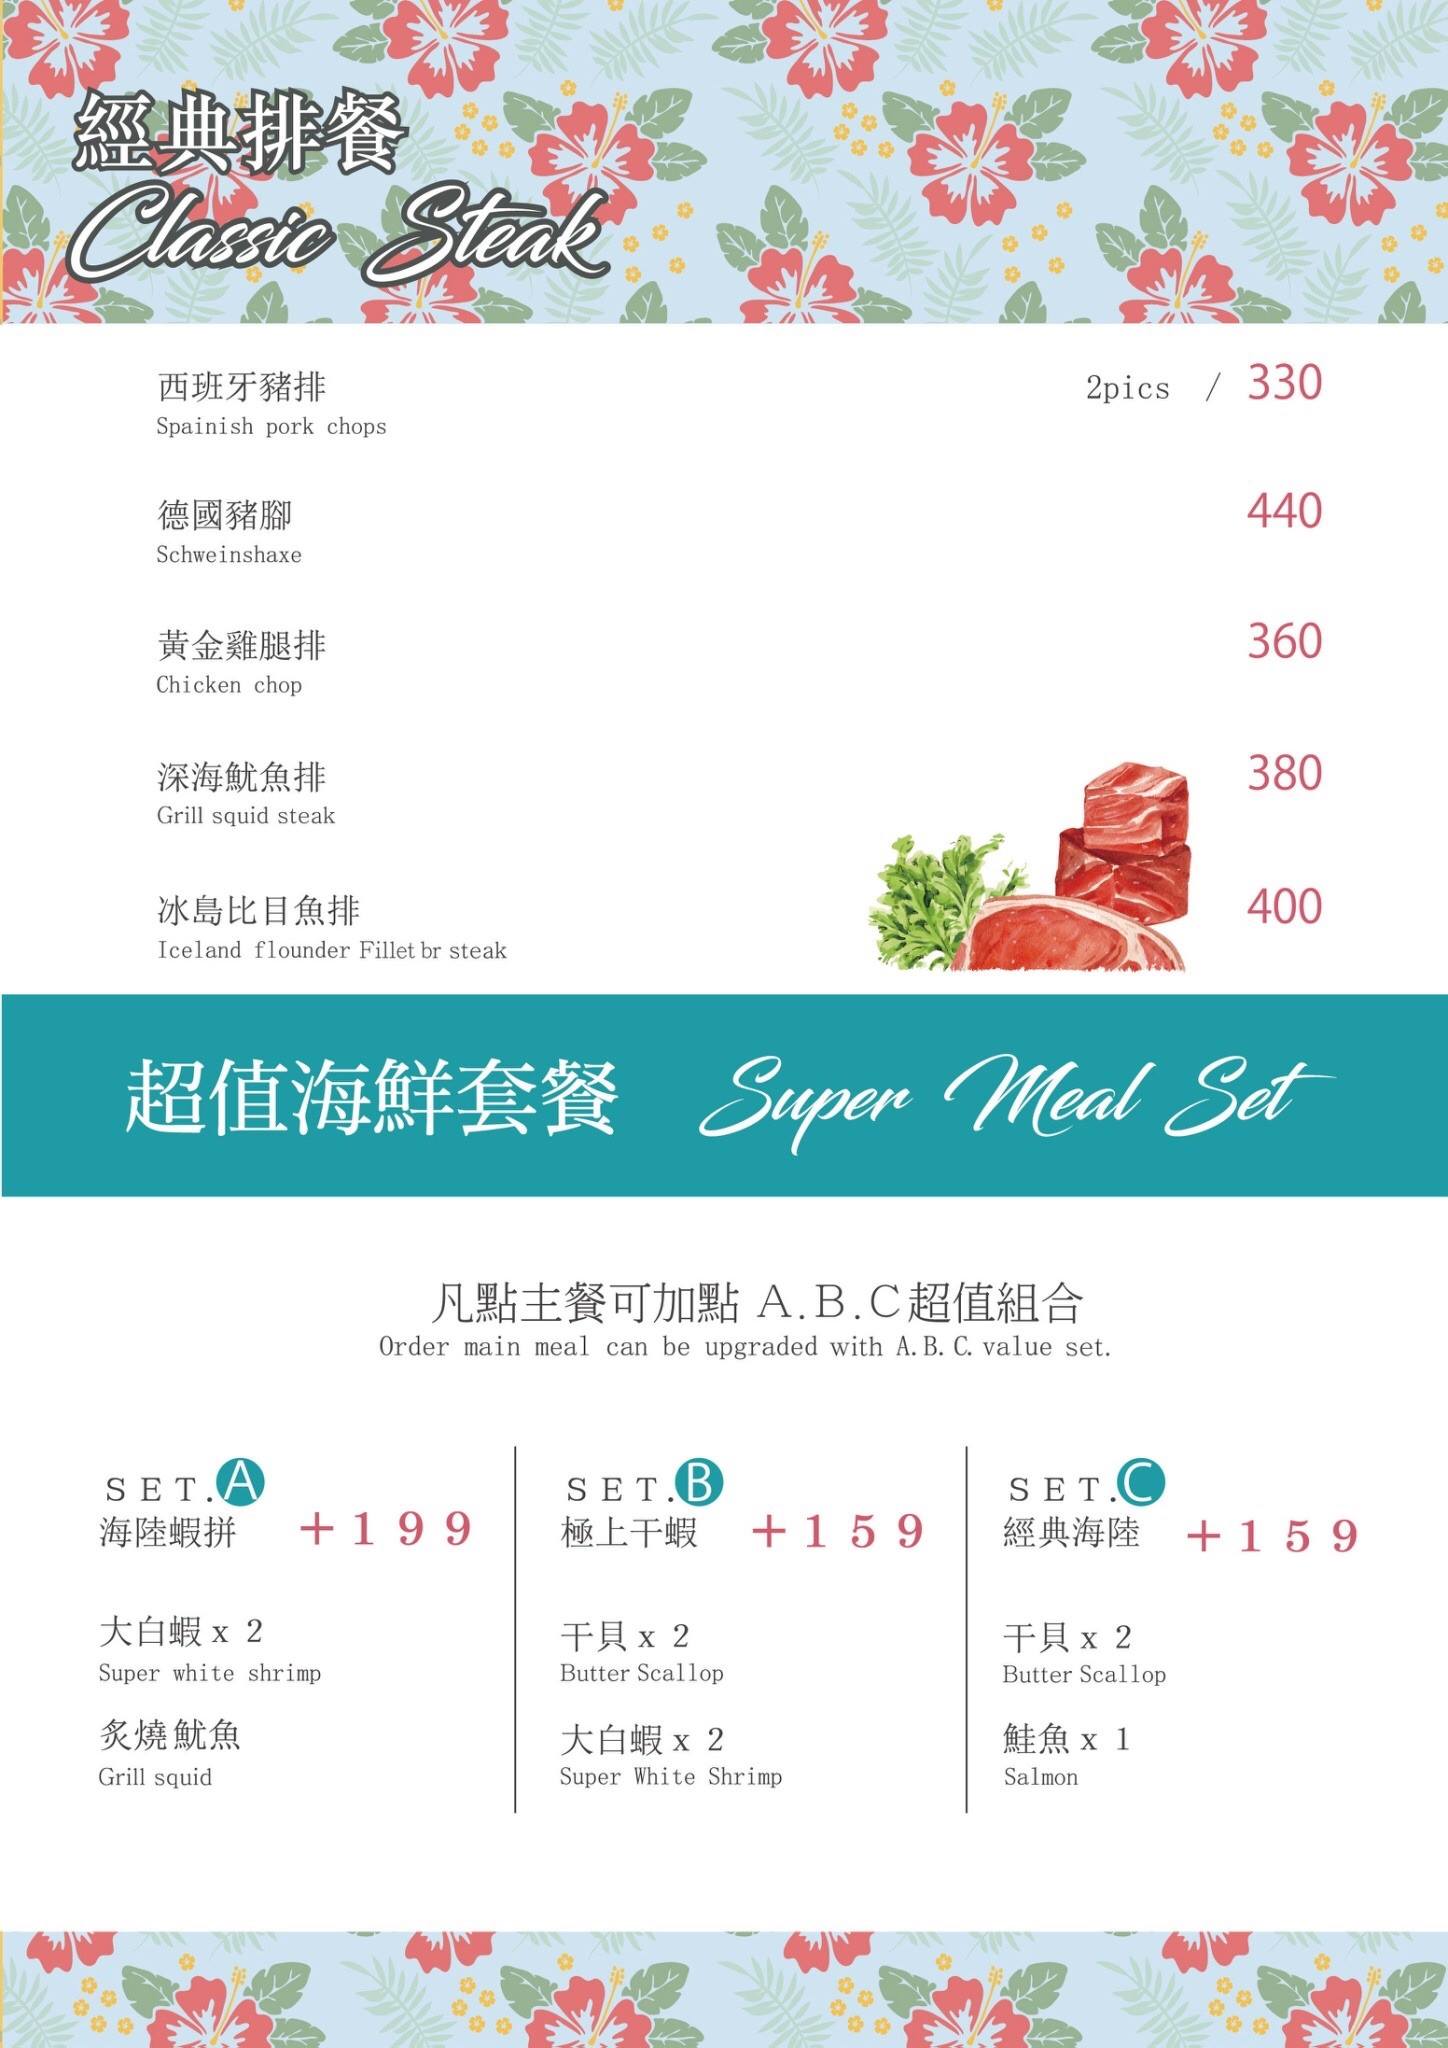 經典排餐
Classic Steak
西班牙豬排 2pics / 330
Spainish pork chops
德國豬腳 440
Schweinshaxe
黃金雞腿排 360
Chicken chop
深海魷魚排 380
Grill squid steak
冰島比目魚排 400
Iceland flounder Fillet br steak
超值海鮮套餐 Super Meal Set
凡點主餐可加點 A.B.C超值組合
Order main meal can be upgraded with A.B.C. value set.
SET.A
海陸蝦拼 +199
大白蝦 x 2
Super white shrimp
炙燒魷魚
Grill squid
SET.B
極上干蝦 +159
干貝 x 2
Butter Scallop
大白蝦 x 2
Super White Shrimp
SET.C
經典海陸 +159
干貝 x 2
Butter Scallop
鮭魚 x 1
Salmon